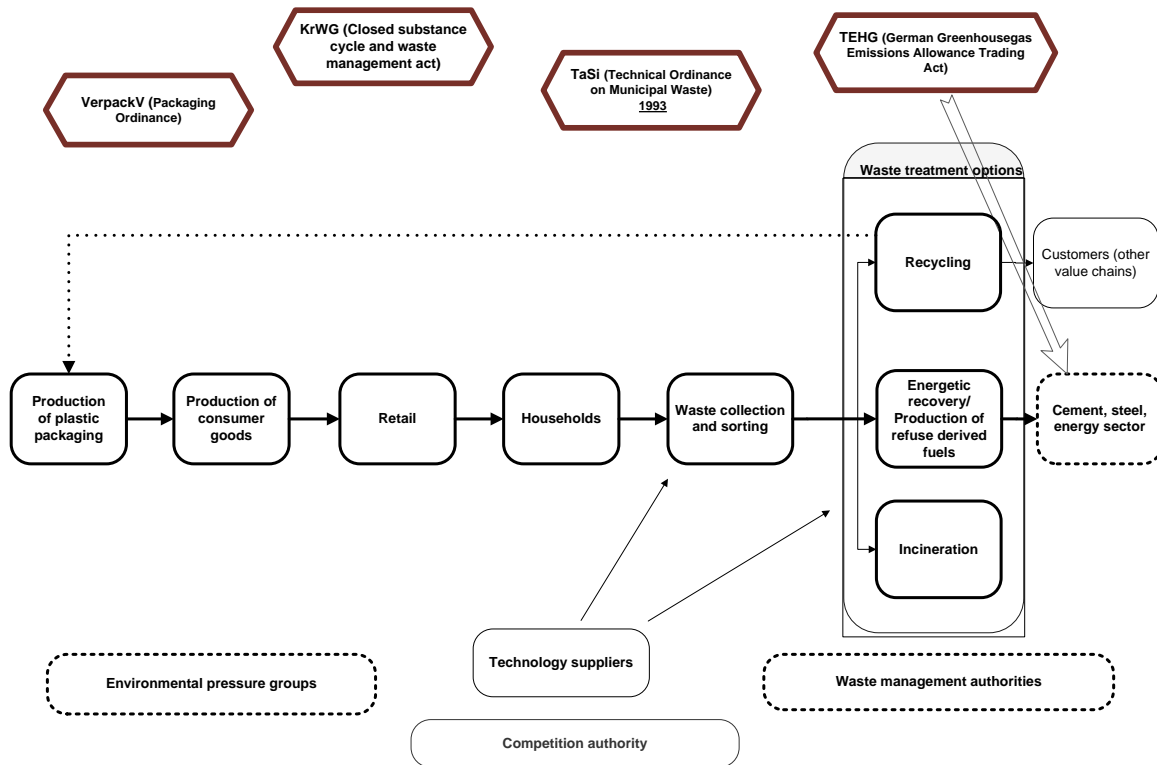 KrWG (Closed substance
cycle and waste
management act)
TEHG (German Greenhousegas
Emissions Allowance Trading
Act)
TaSi (Technical Ordinance
on Municipal Waste)
1993
VerpackV (Packaging
Ordinance)
Waste treatment options
Recycling
Customers (other
value chains)
Production
of plastic
packaging
Production of
consumer
goods
Retail
Households
Waste collection
and sorting
Energetic
recovery/
Production of
refuse derived
fuels
Cement, steel,
energy sector
Incineration
Technology suppliers
Environmental pressure groups
Waste management authorities
Competition authority